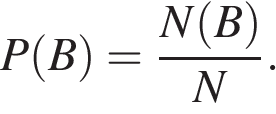 P(B) = N(B)/N.